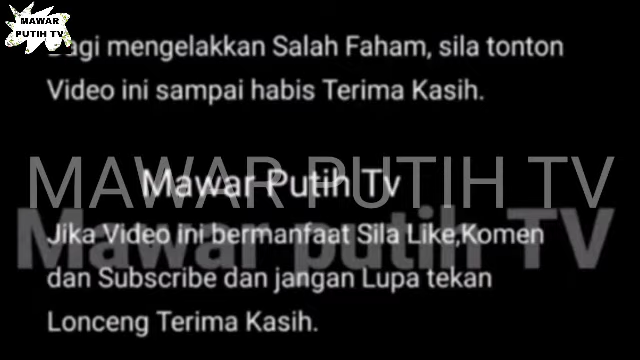 MAWAR
PUTIH TV
Bagi mengelakkan Salah Faham, sila tonton
Video ini sampai habis Terima Kasih.
MAWAR PUTIH TV
Mawar Putih Tv
Mawar putih TV
Jika Video ini bermanfaat Sila Like,Komen
dan Subscribe dan jangan Lupa tekan
Lonceng Terima Kasih.